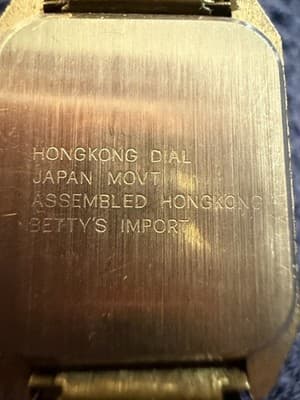 HONGKONG DIAL
JAPAN MOVT
ASSEMBLED HONGKONG
BETTY'S IMPORT